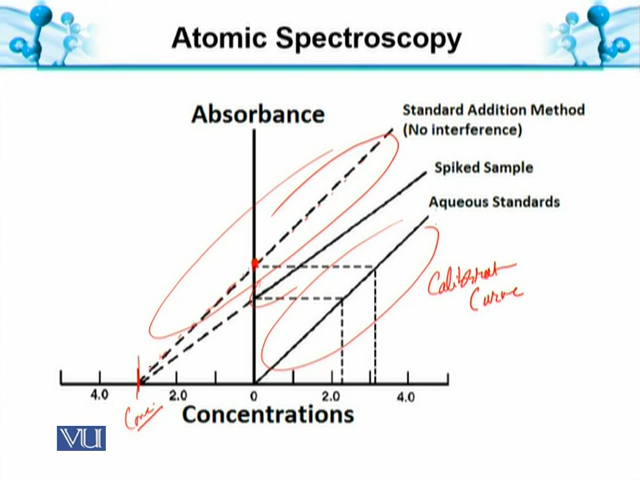 Atomic Spectroscopy
Absorbance
Standard Addition Method
(No interference)
Spiked Sample
Aqueous Standards
Calibrat
Curve
4.0 2.0 0 2.0 4.0
Conc.
Concentrations
VU